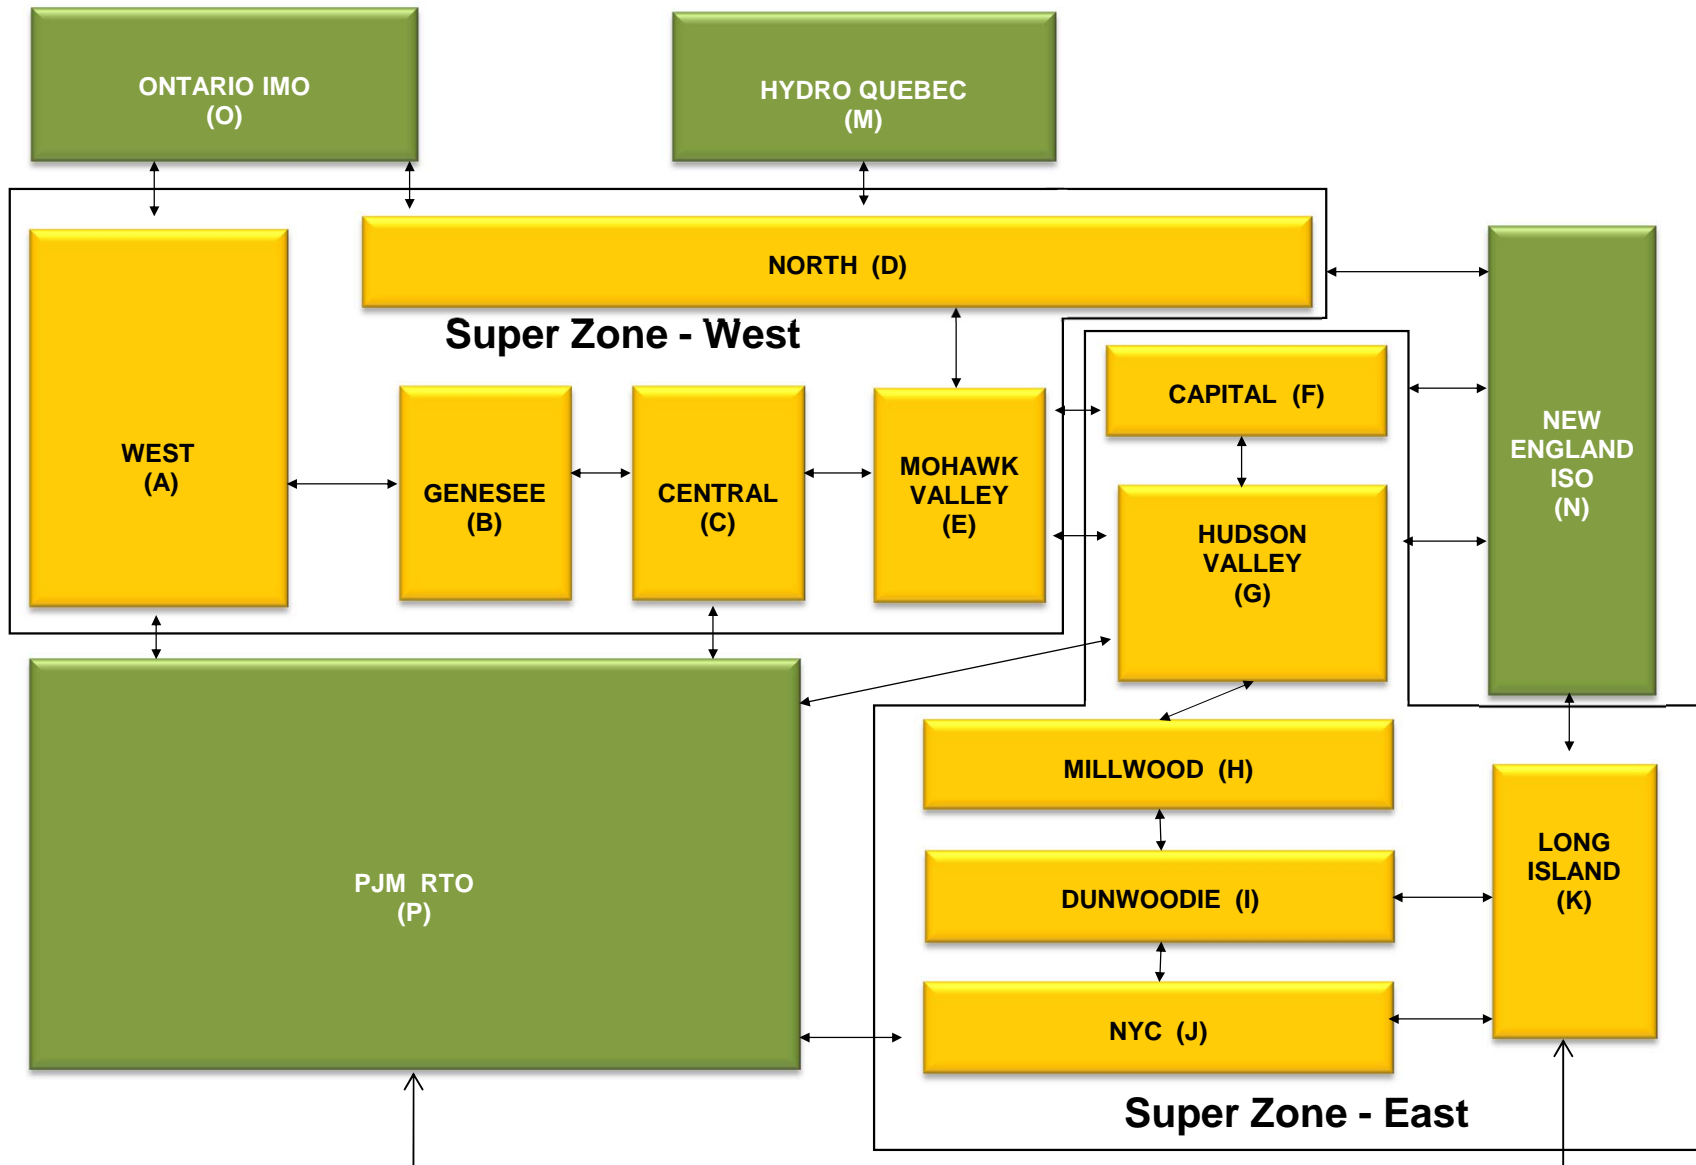 ONTARIO IMO
(O)
HYDRO QUEBEC
(M)
NORTH (D)
Super Zone - West
CAPITAL (F)
WEST
(A)
GENESEE
(B)
CENTRAL
(C)
MOHAWK
VALLEY
(E)
HUDSON
VALLEY
(G)
NEW
ENGLAND
ISO
(N)
MILLWOOD (H)
PJM RTO
(P)
DUNWOODIE (I)
LONG
ISLAND
(K)
NYC (J)
Super Zone - East